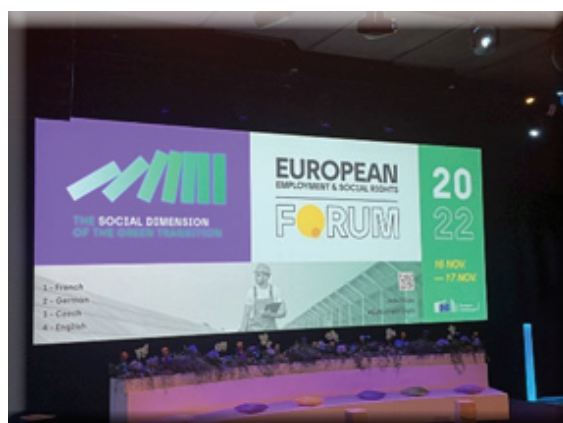 THE SOCIAL DIMENSION
OF THE GREEN TRANSITION
EUROPEAN
EMPLOYMENT & SOCIAL RIGHTS
FORUM
20
22
16 NOV.
— 17 NOV.
1 - French
2 - German
3 - Czech
4 - English